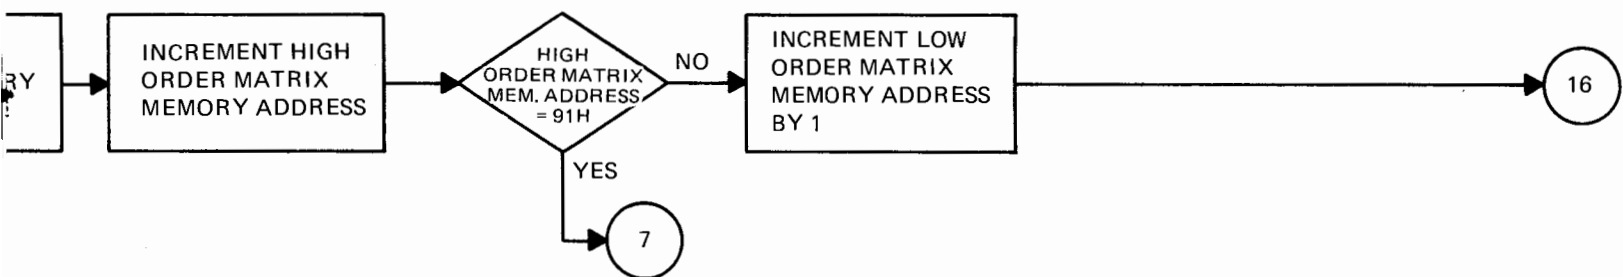 INCREMENT HIGH
ORDER MATRIX
MEMORY ADDRESS
HIGH
ORDER MATRIX
MEM. ADDRESS
= 91H
NO
YES
7
INCREMENT LOW
ORDER MATRIX
MEMORY ADDRESS
BY 1
16